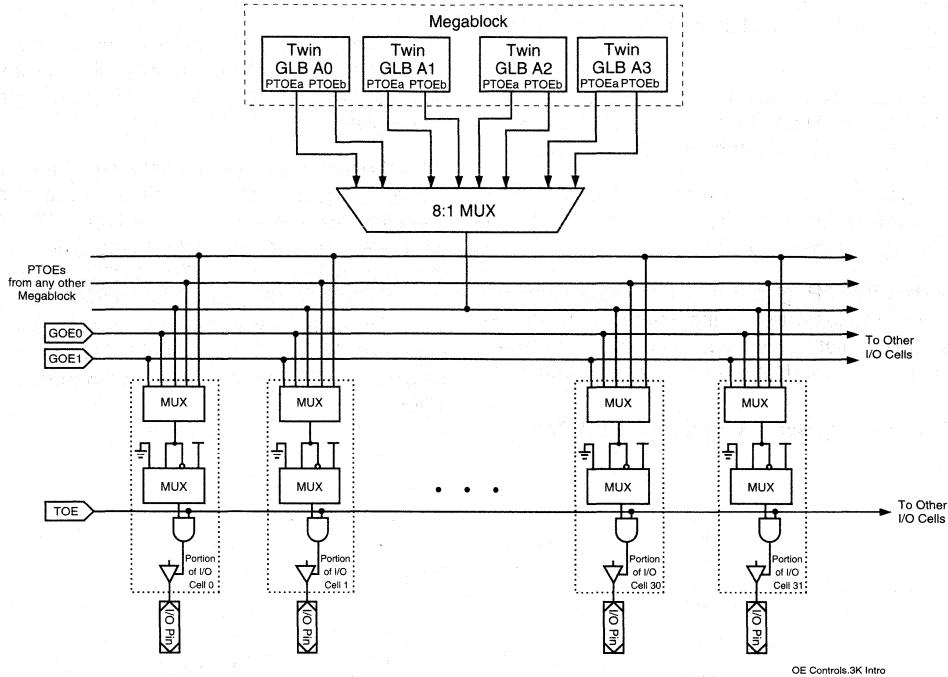 Megablock
Twin
GLB A0
PTOEa PTOEb
Twin
GLB A1
PTOEa PTOEb
Twin
GLB A2
PTOEa PTOEb
Twin
GLB A3
PTOEa PTOEb
8:1 MUX
PTOEs
from any other
Megablock
GOE0
GOE1
To Other
I/O Cells
MUX
MUX
MUX
MUX
MUX
MUX
MUX
MUX
TOE
To Other
I/O Cells
Portion
of I/O
Cell 0
Portion
of I/O
Cell 1
Portion
of I/O
Cell 30
Portion
of I/O
Cell 31
I/O Pin
I/O Pin
I/O Pin
I/O Pin
OE Controls.3K Intro